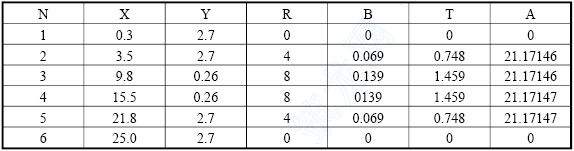 N X Y R B T A
1 0.3 2.7 0 0 0 0
2 3.5 2.7 4 0.069 0.748 21.17146
3 9.8 0.26 8 0.139 1.459 21.17146
4 15.5 0.26 8 0139 1.459 21.17147
5 21.8 2.7 4 0.069 0.748 21.17147
6 25.0 2.7 0 0 0 0